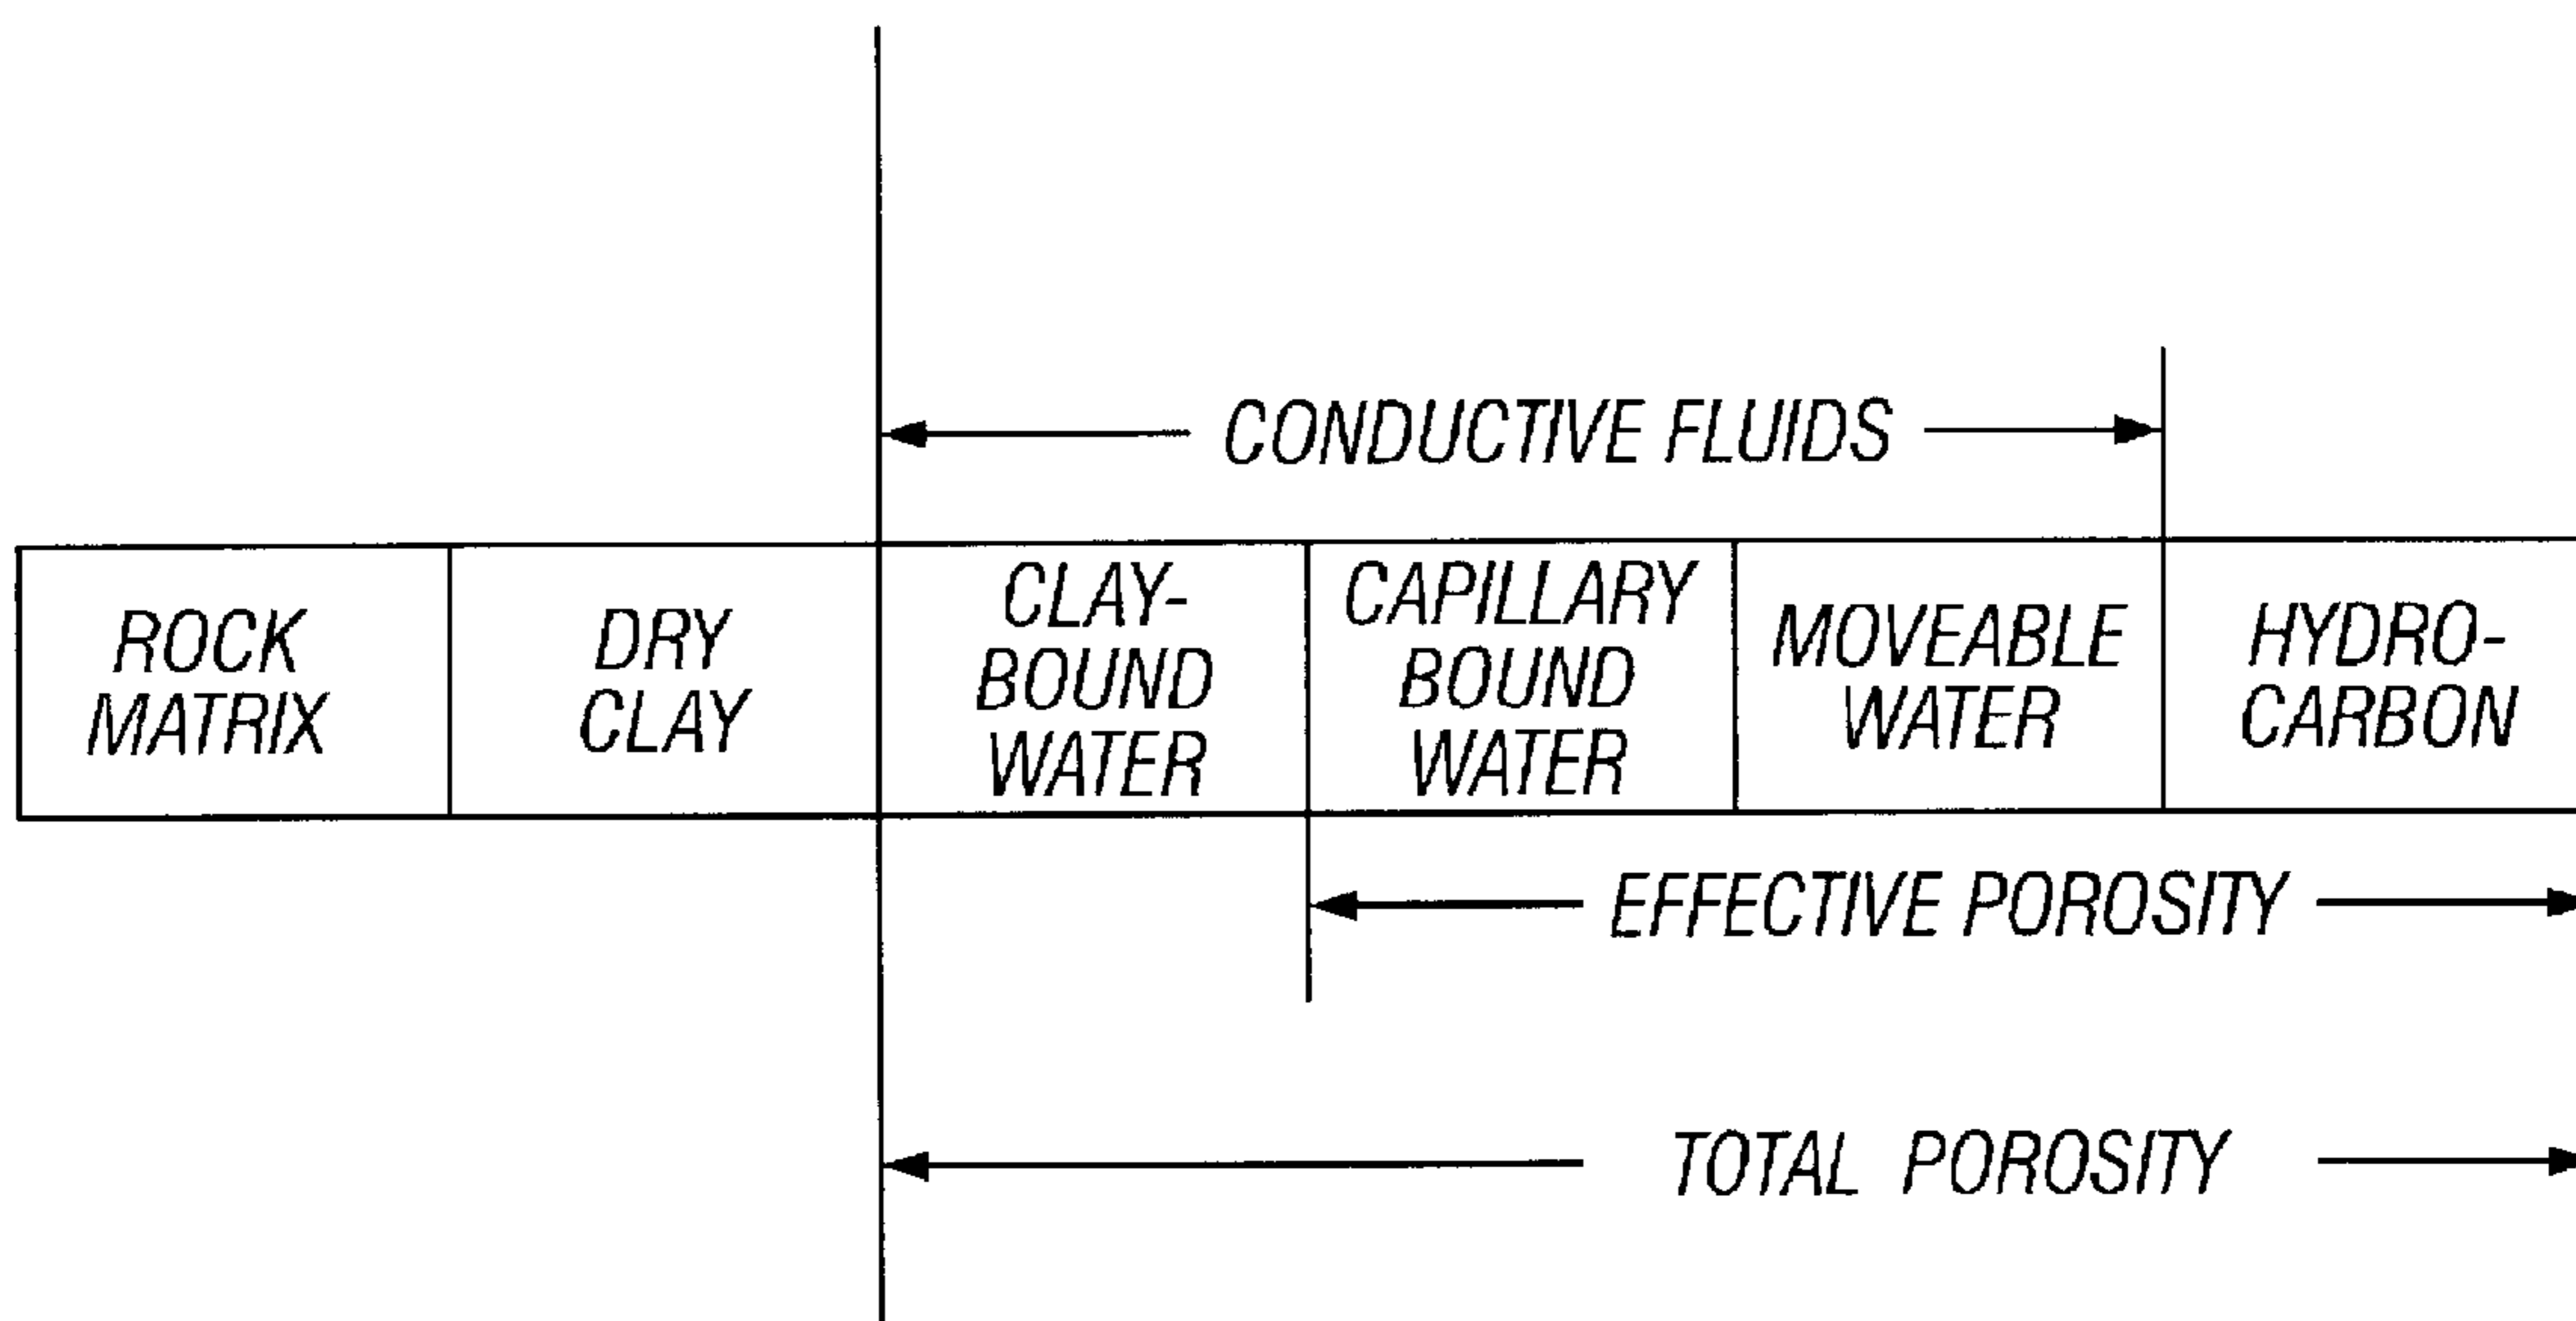 CONDUCTIVE FLUIDS
ROCK
MATRIX
DRY
CLAY
CLAY-
BOUND
WATER
CAPILLARY
BOUND
WATER
MOVEABLE
WATER
HYDRO-
CARBON
EFFECTIVE POROSITY
TOTAL POROSITY